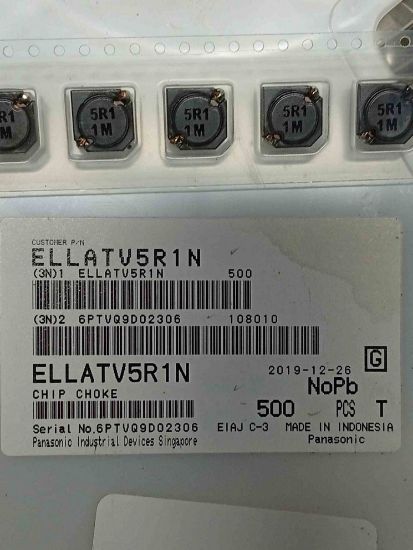 5R1 5R1 5R1 5R1 5R1
1M 1M 1M 1M 1M
CUSTOMER P/N
ELLATV5R1N
(3N)1 ELLATV5R1N 500
(3N)2 6PTVQ9D02306 108010
G
ELLATV5R1N 2019-12-26
CHIP CHOKE NoPb
500 PCS T
Serial No.6PTVQ9D02306 EIAJ C-3 MADE IN INDONESIA
Panasonic Industrial Devices Singapore Panasonic